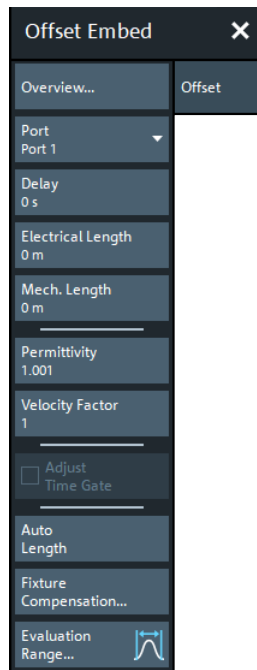 Offset Embed
Overview...
Offset
Port
Port 1
Delay
0 s
Electrical Length
0 m
Mech. Length
0 m
Permittivity
1.001
Velocity Factor
1
Adjust
Time Gate
Auto
Length
Fixture
Compensation...
Evaluation
Range...